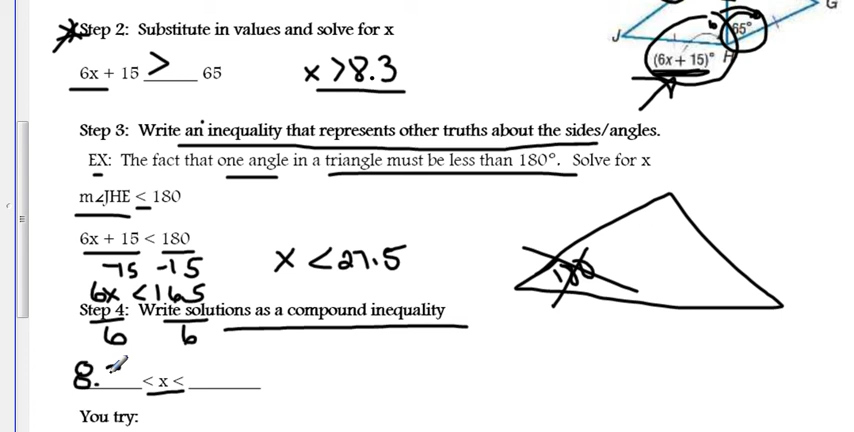 Step 2:  Substitute in values and solve for x
G
65°
J
6x + 15 > 65
x > 8.3
(6x + 15)°
H
Step 3:  Write an inequality that represents other truths about the sides/angles.
EX:  The fact that one angle in a triangle must be less than 180°.  Solve for x
m∠JHE < 180
6x + 15 < 180
-15 -15
x < 27.5
180
6x < 165
Step 4:  Write solutions as a compound inequality
6 6
8. < x <
You try: